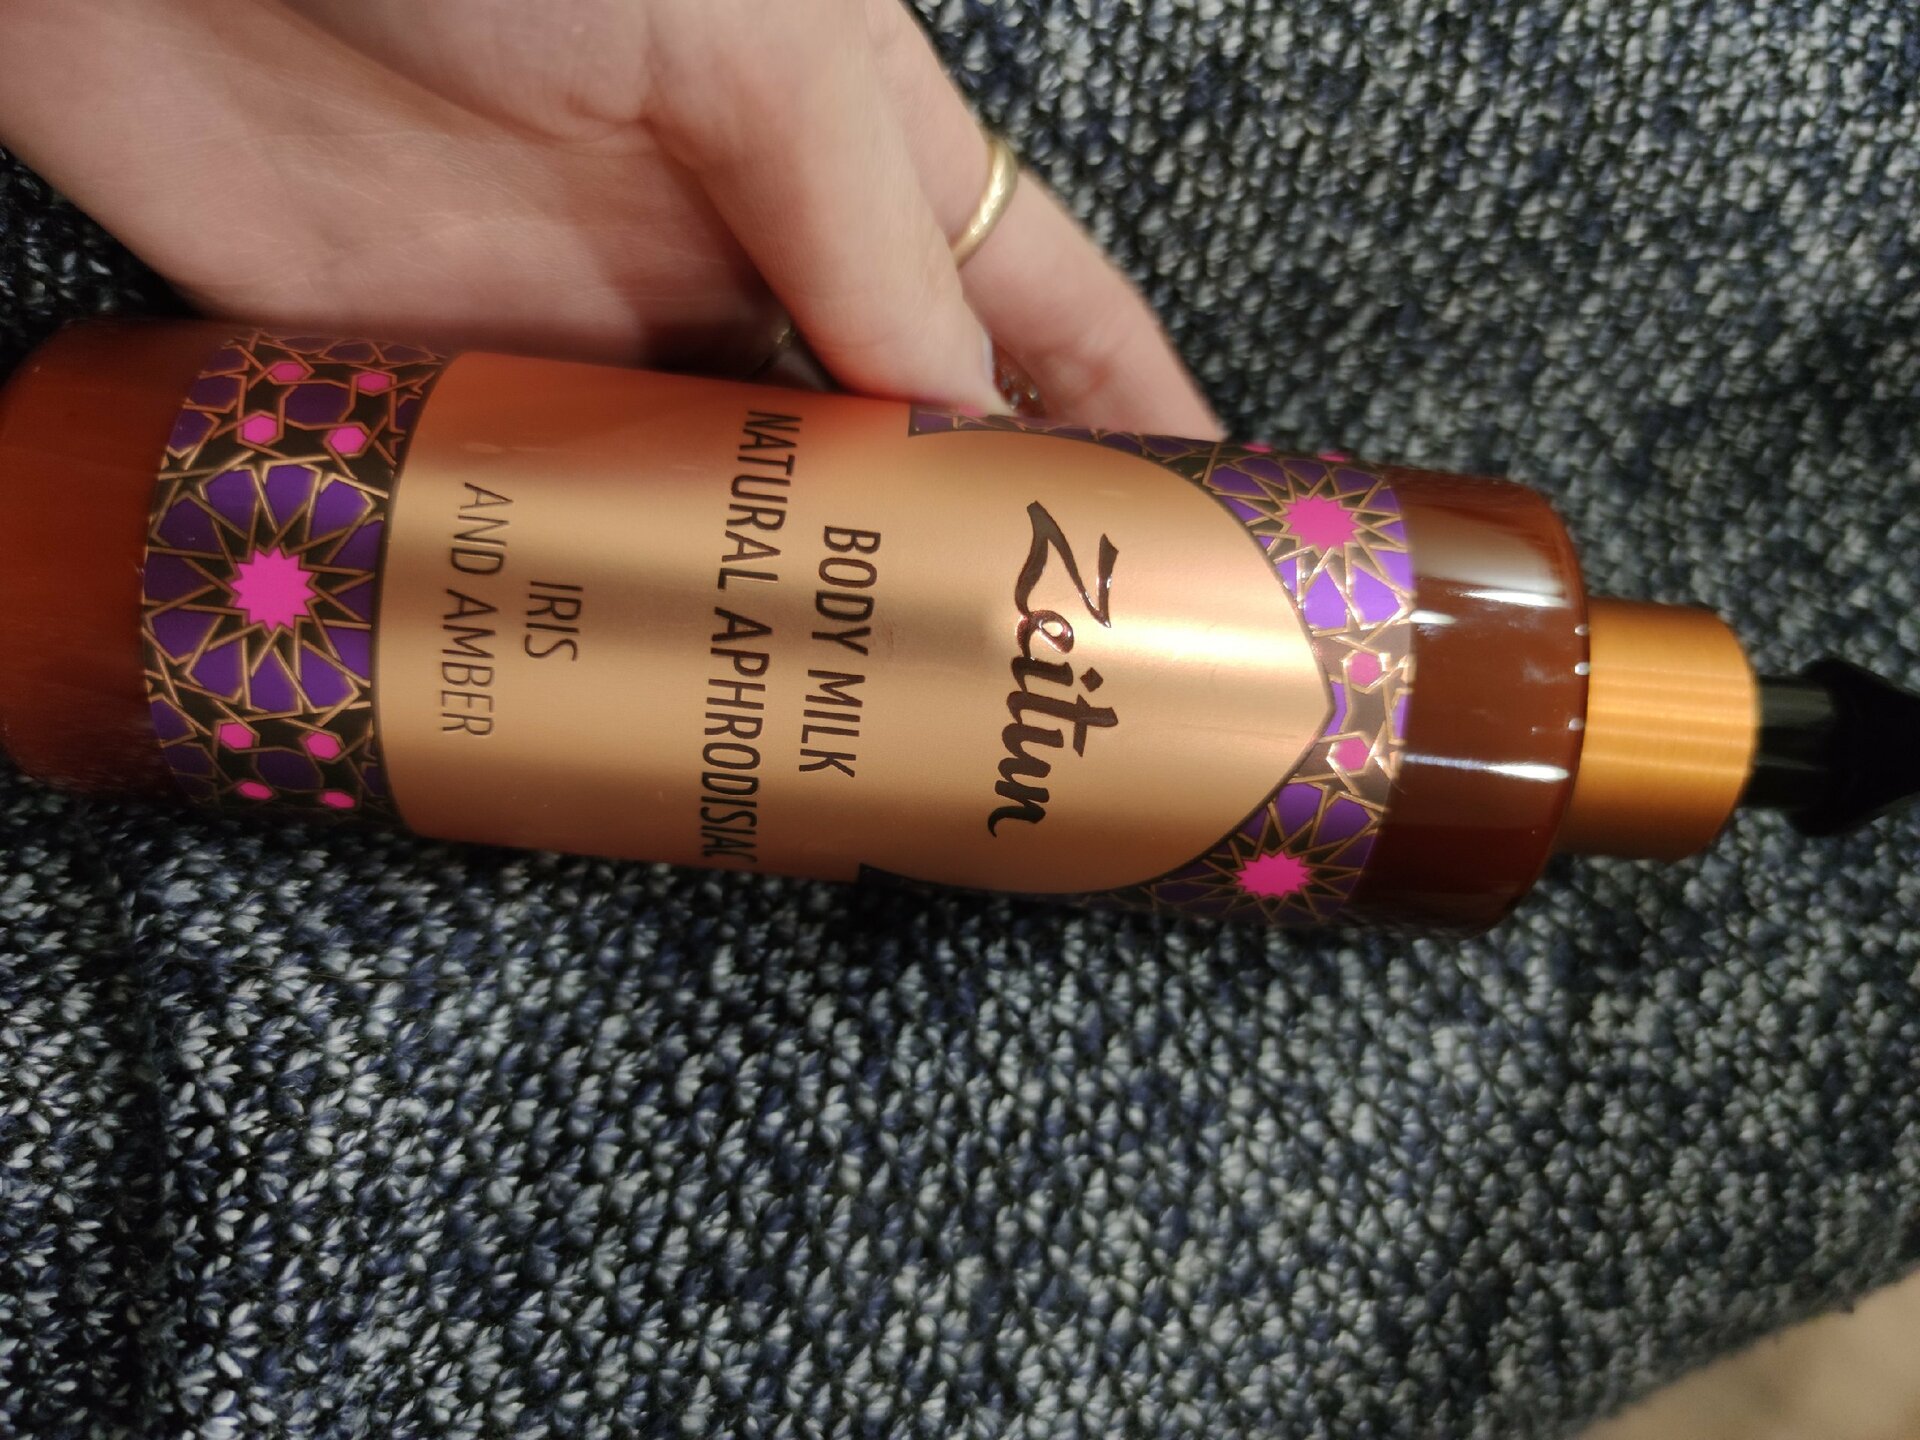 Zeitun
BODY MILK
NATURAL APHRODISIAC
IRIS
AND AMBER